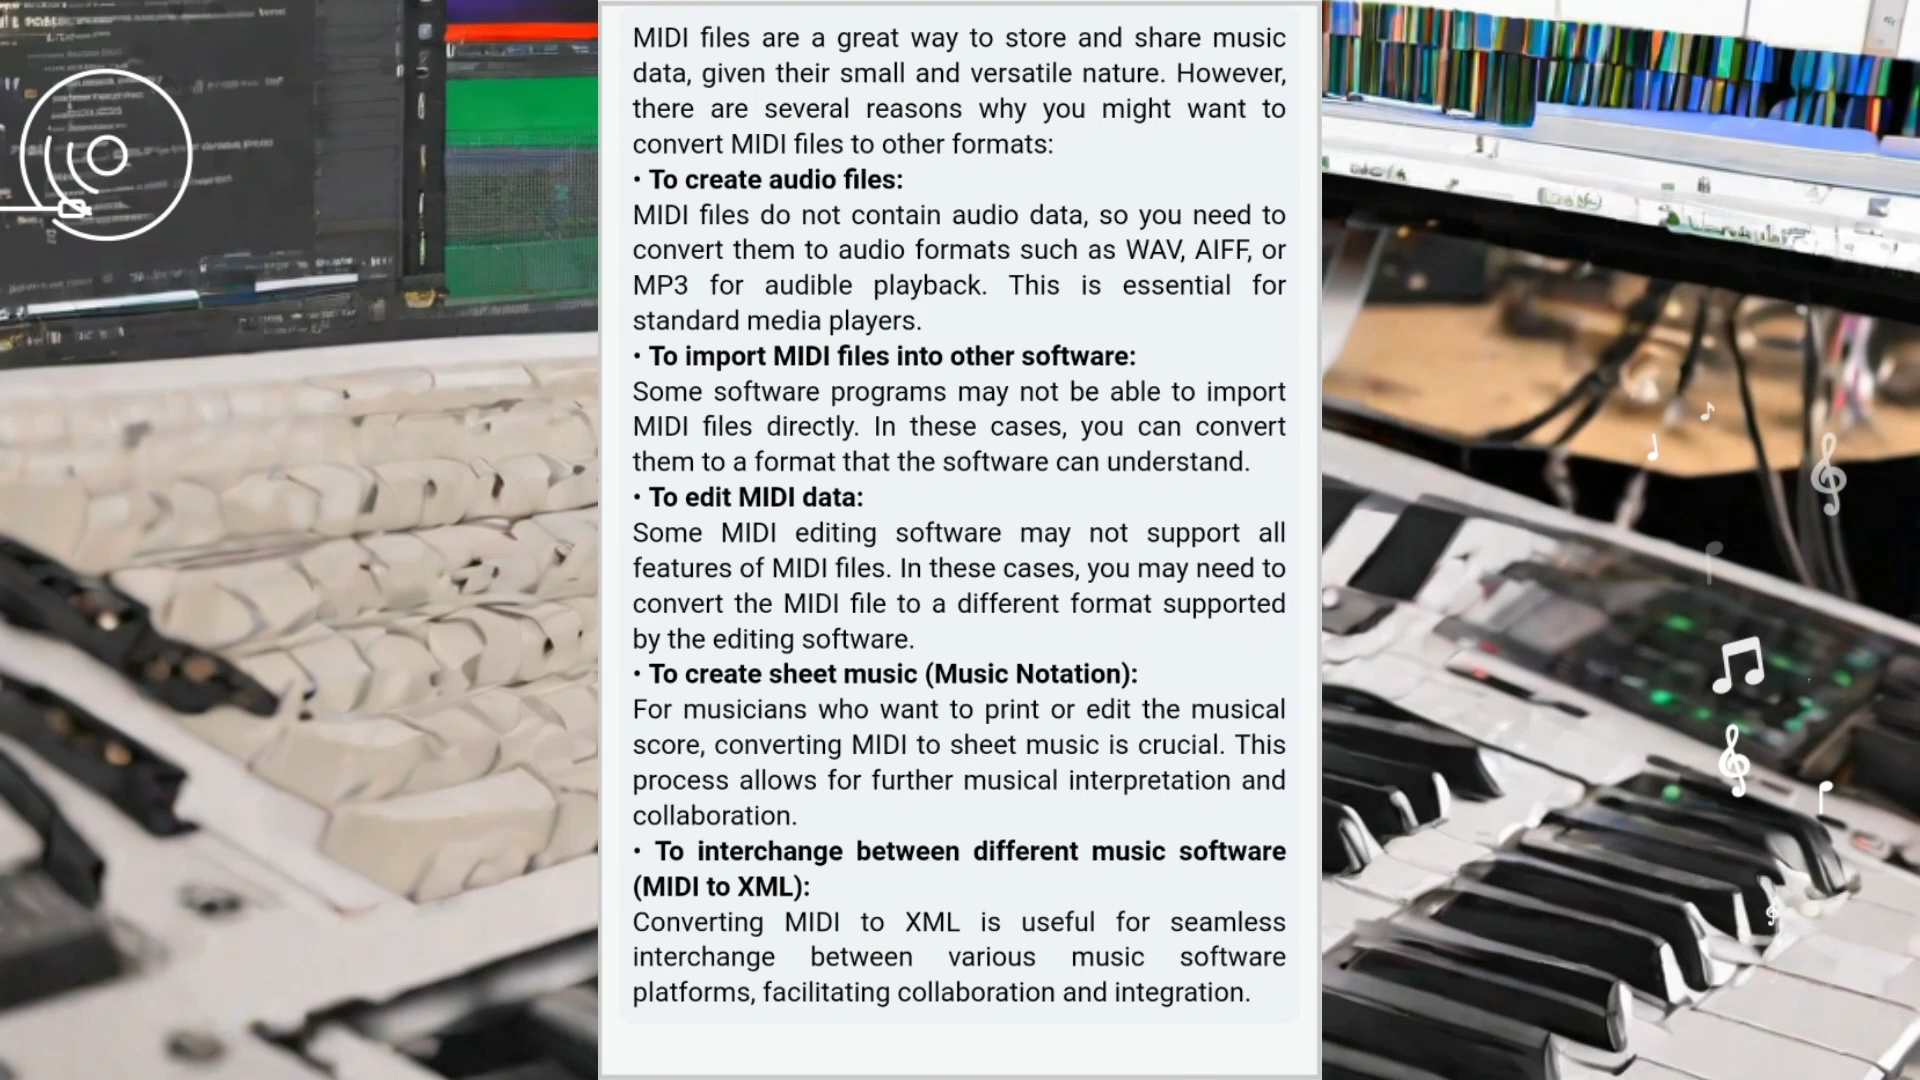 MIDI files are a great way to store and share music
data, given their small and versatile nature. However,
there are several reasons why you might want to
convert MIDI files to other formats:
• To create audio files:
MIDI files do not contain audio data, so you need to
convert them to audio formats such as WAV, AIFF, or
MP3 for audible playback. This is essential for
standard media players.
• To import MIDI files into other software:
Some software programs may not be able to import
MIDI files directly. In these cases, you can convert
them to a format that the software can understand.
• To edit MIDI data:
Some MIDI editing software may not support all
features of MIDI files. In these cases, you may need to
convert the MIDI file to a different format supported
by the editing software.
• To create sheet music (Music Notation):
For musicians who want to print or edit the musical
score, converting MIDI to sheet music is crucial. This
process allows for further musical interpretation and
collaboration.
• To interchange between different music software
(MIDI to XML):
Converting MIDI to XML is useful for seamless
interchange between various music software
platforms, facilitating collaboration and integration.